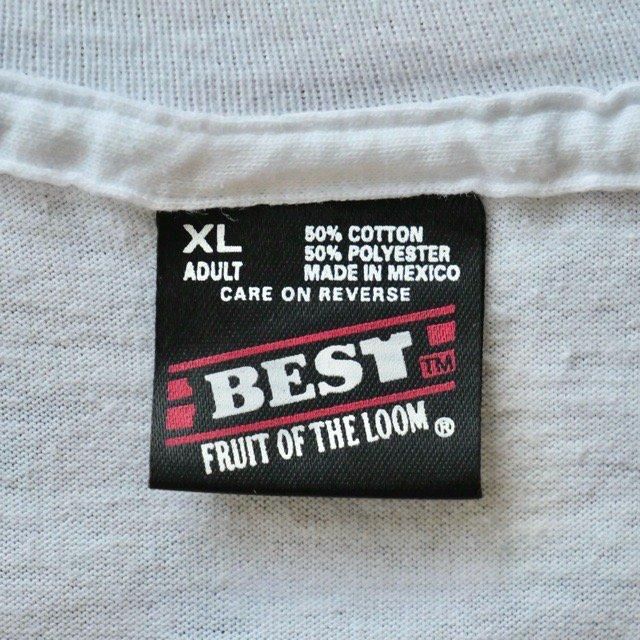 XL
ADULT
50% COTTON
50% POLYESTER
MADE IN MEXICO
CARE ON REVERSE
BEST TM
FRUIT OF THE LOOM ®